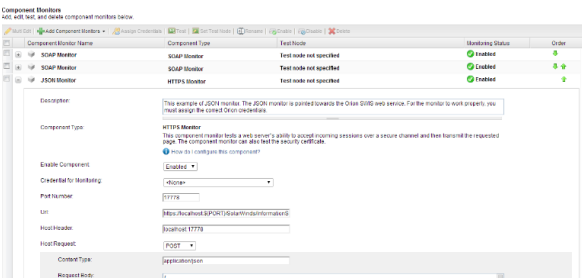 Component Monitors
Add, edit, test, and delete component monitors below.
Multi Edit Add Component Monitors Assign Credentials Test Set Test Node Rename Enable Disable Delete
Component Monitor Name Component Type Test Node Monitoring Status Order
SOAP Monitor SOAP Monitor Test node not specified Enabled
SOAP Monitor SOAP Monitor Test node not specified Enabled
JSON Monitor HTTPS Monitor Test node not specified Enabled
Description: This example of JSON monitor. The JSON monitor is pointed towards the Orion SWIS web service. For the monitor to work properly, you
must assign the correct Orion credentials.
Component Type: HTTPS Monitor
This component monitor tests a web server's ability to accept incoming sessions over a secure channel and then transmit the requested
page. The component monitor can also test the security certificate.
How do I configure this component?
Enable Component: Enabled
Credential for Monitoring: <None>
Port Number: 17778
Url: https://localhost:${PORT}/SolarWinds/InformationS
Host Header: localhost:17778
Host Request: POST
Content Type: application/json
Request Body: {